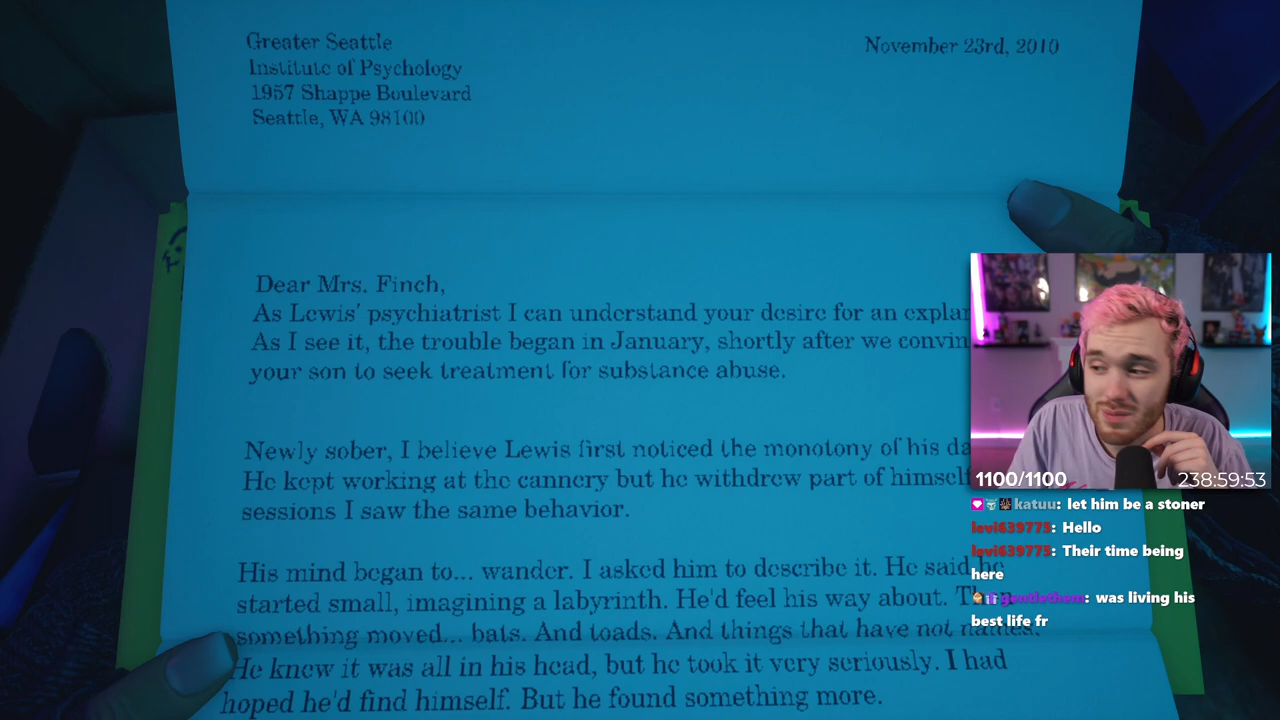 Greater Seattle
Institute of Psychology
1957 Shappe Boulevard
Seattle, WA 98100
November 23rd, 2010
Dear Mrs. Finch,
As Lewis' psychiatrist I can understand your desire for an
As I see it, the trouble began in January, shortly after we
your son to seek treatment for substance abuse.
Newly sober, I believe Lewis first noticed the monotony of his
He kept working at the cannery but he withdrew part of himself
sessions I saw the same behavior.
His mind began to... wander. I asked him to describe it. He said he
started small, imagining a labyrinth. He'd feel his way about.
something moved... bats. And toads. And things that have not names.
He knew it was all in his head, but he took it very seriously. I had
hoped he'd find himself. But he found something more.
1100/1100
238:59:53
katuu: let him be a stoner
levi639775: Hello
levi639775: Their time being
here
gentlethem: was living his
best life fr